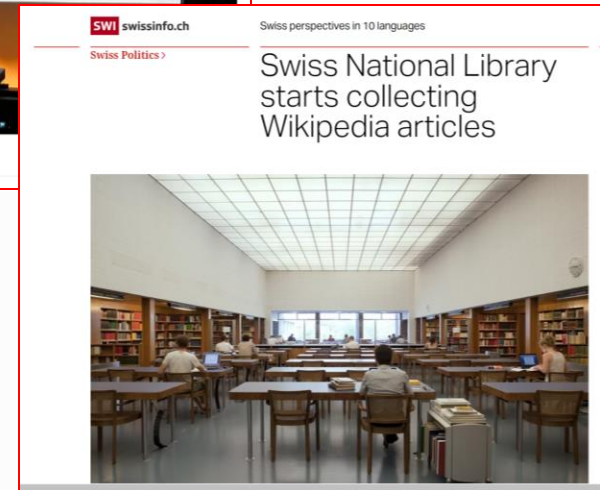 SWI swissinfo.ch
Swiss perspectives in 10 languages
Swiss Politics >
Swiss National Library
starts collecting
Wikipedia articles